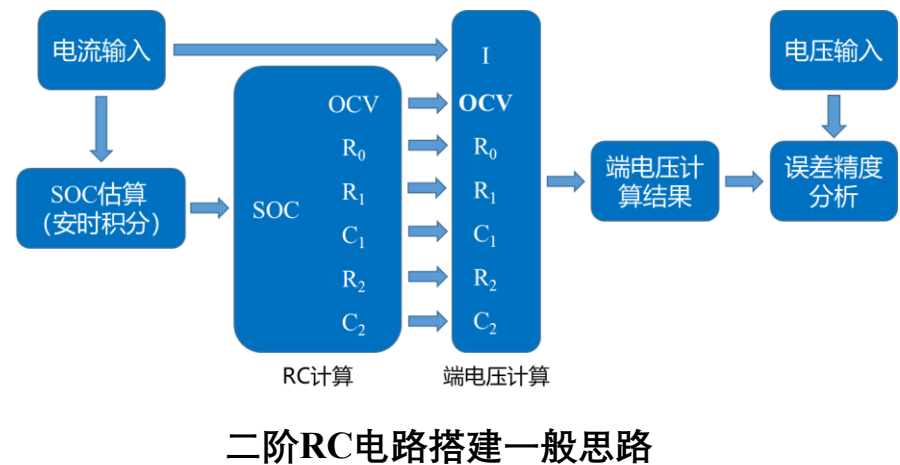 电流输入
I
电压输入
OCV
OCV
R0
R0
SOC估算
(安时积分)
SOC
R1
R1
端电压计
算结果
误差精度
分析
C1
C1
R2
R2
C2
C2
RC计算
端电压计算
二阶RC电路搭建一般思路